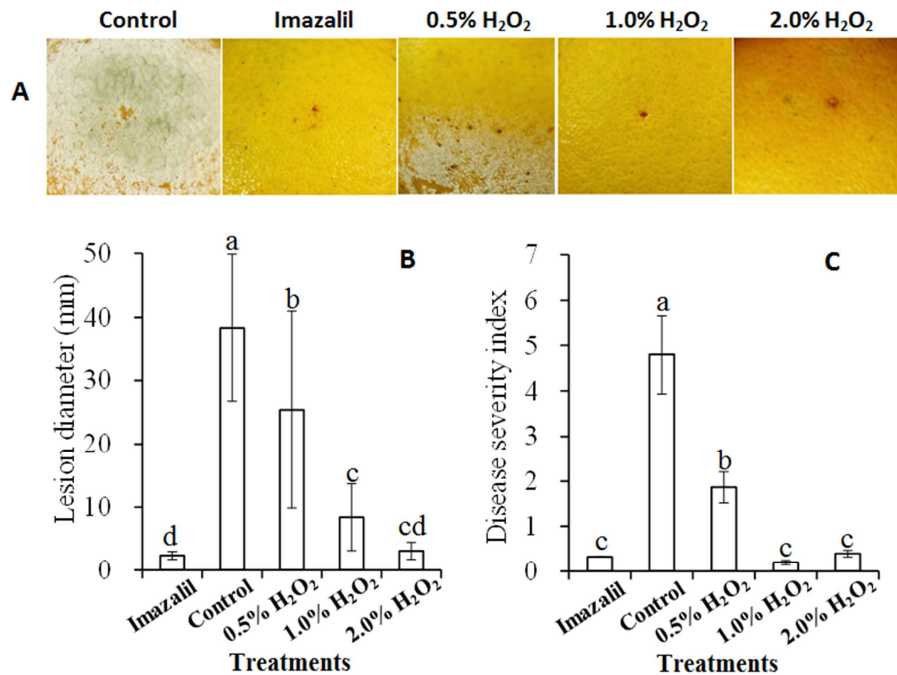 Control Imazalil 0.5% H₂O₂ 1.0% H₂O₂ 2.0% H₂O₂
A
B
Lesion diameter (mm)
50
40
30
20
10
0
d
a
b
c
cd
Imazalil
Control
0.5% H₂O₂
1.0% H₂O₂
2.0% H₂O₂
Treatments
C
Disease severity index
7
6
5
4
3
2
1
0
c
a
b
c
c
Imazalil
Control
0.5% H₂O₂
1.0% H₂O₂
2.0% H₂O₂
Treatments